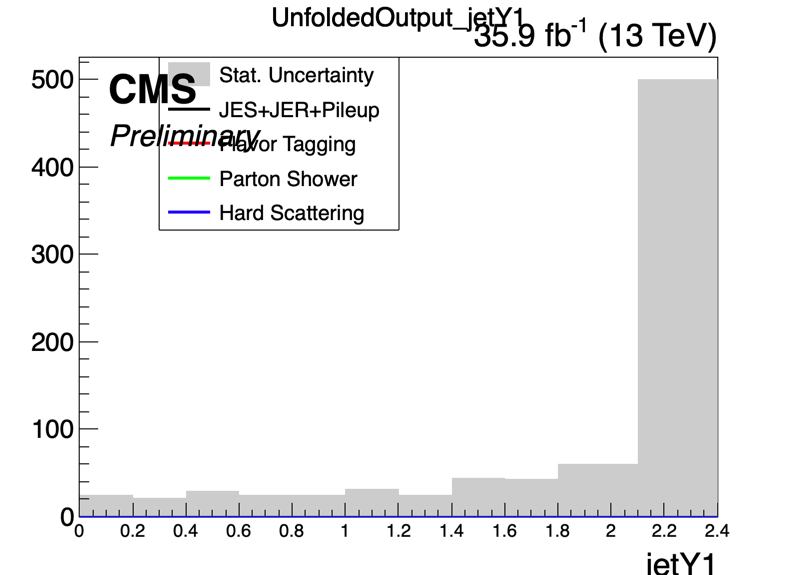 UnfoldedOutput_jetY1
35.9 fb-1 (13 TeV)
CMS
Preliminary
Stat. Uncertainty
JES+JER+Pileup
Flavor Tagging
Parton Shower
Hard Scattering
500
400
300
200
100
0
0 0.2 0.4 0.6 0.8 1 1.2 1.4 1.6 1.8 2 2.2 2.4
jetY1